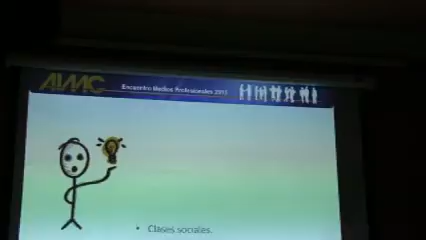 AIMC
Encuentro Medios Profesionales 2012
• Clases sociales.